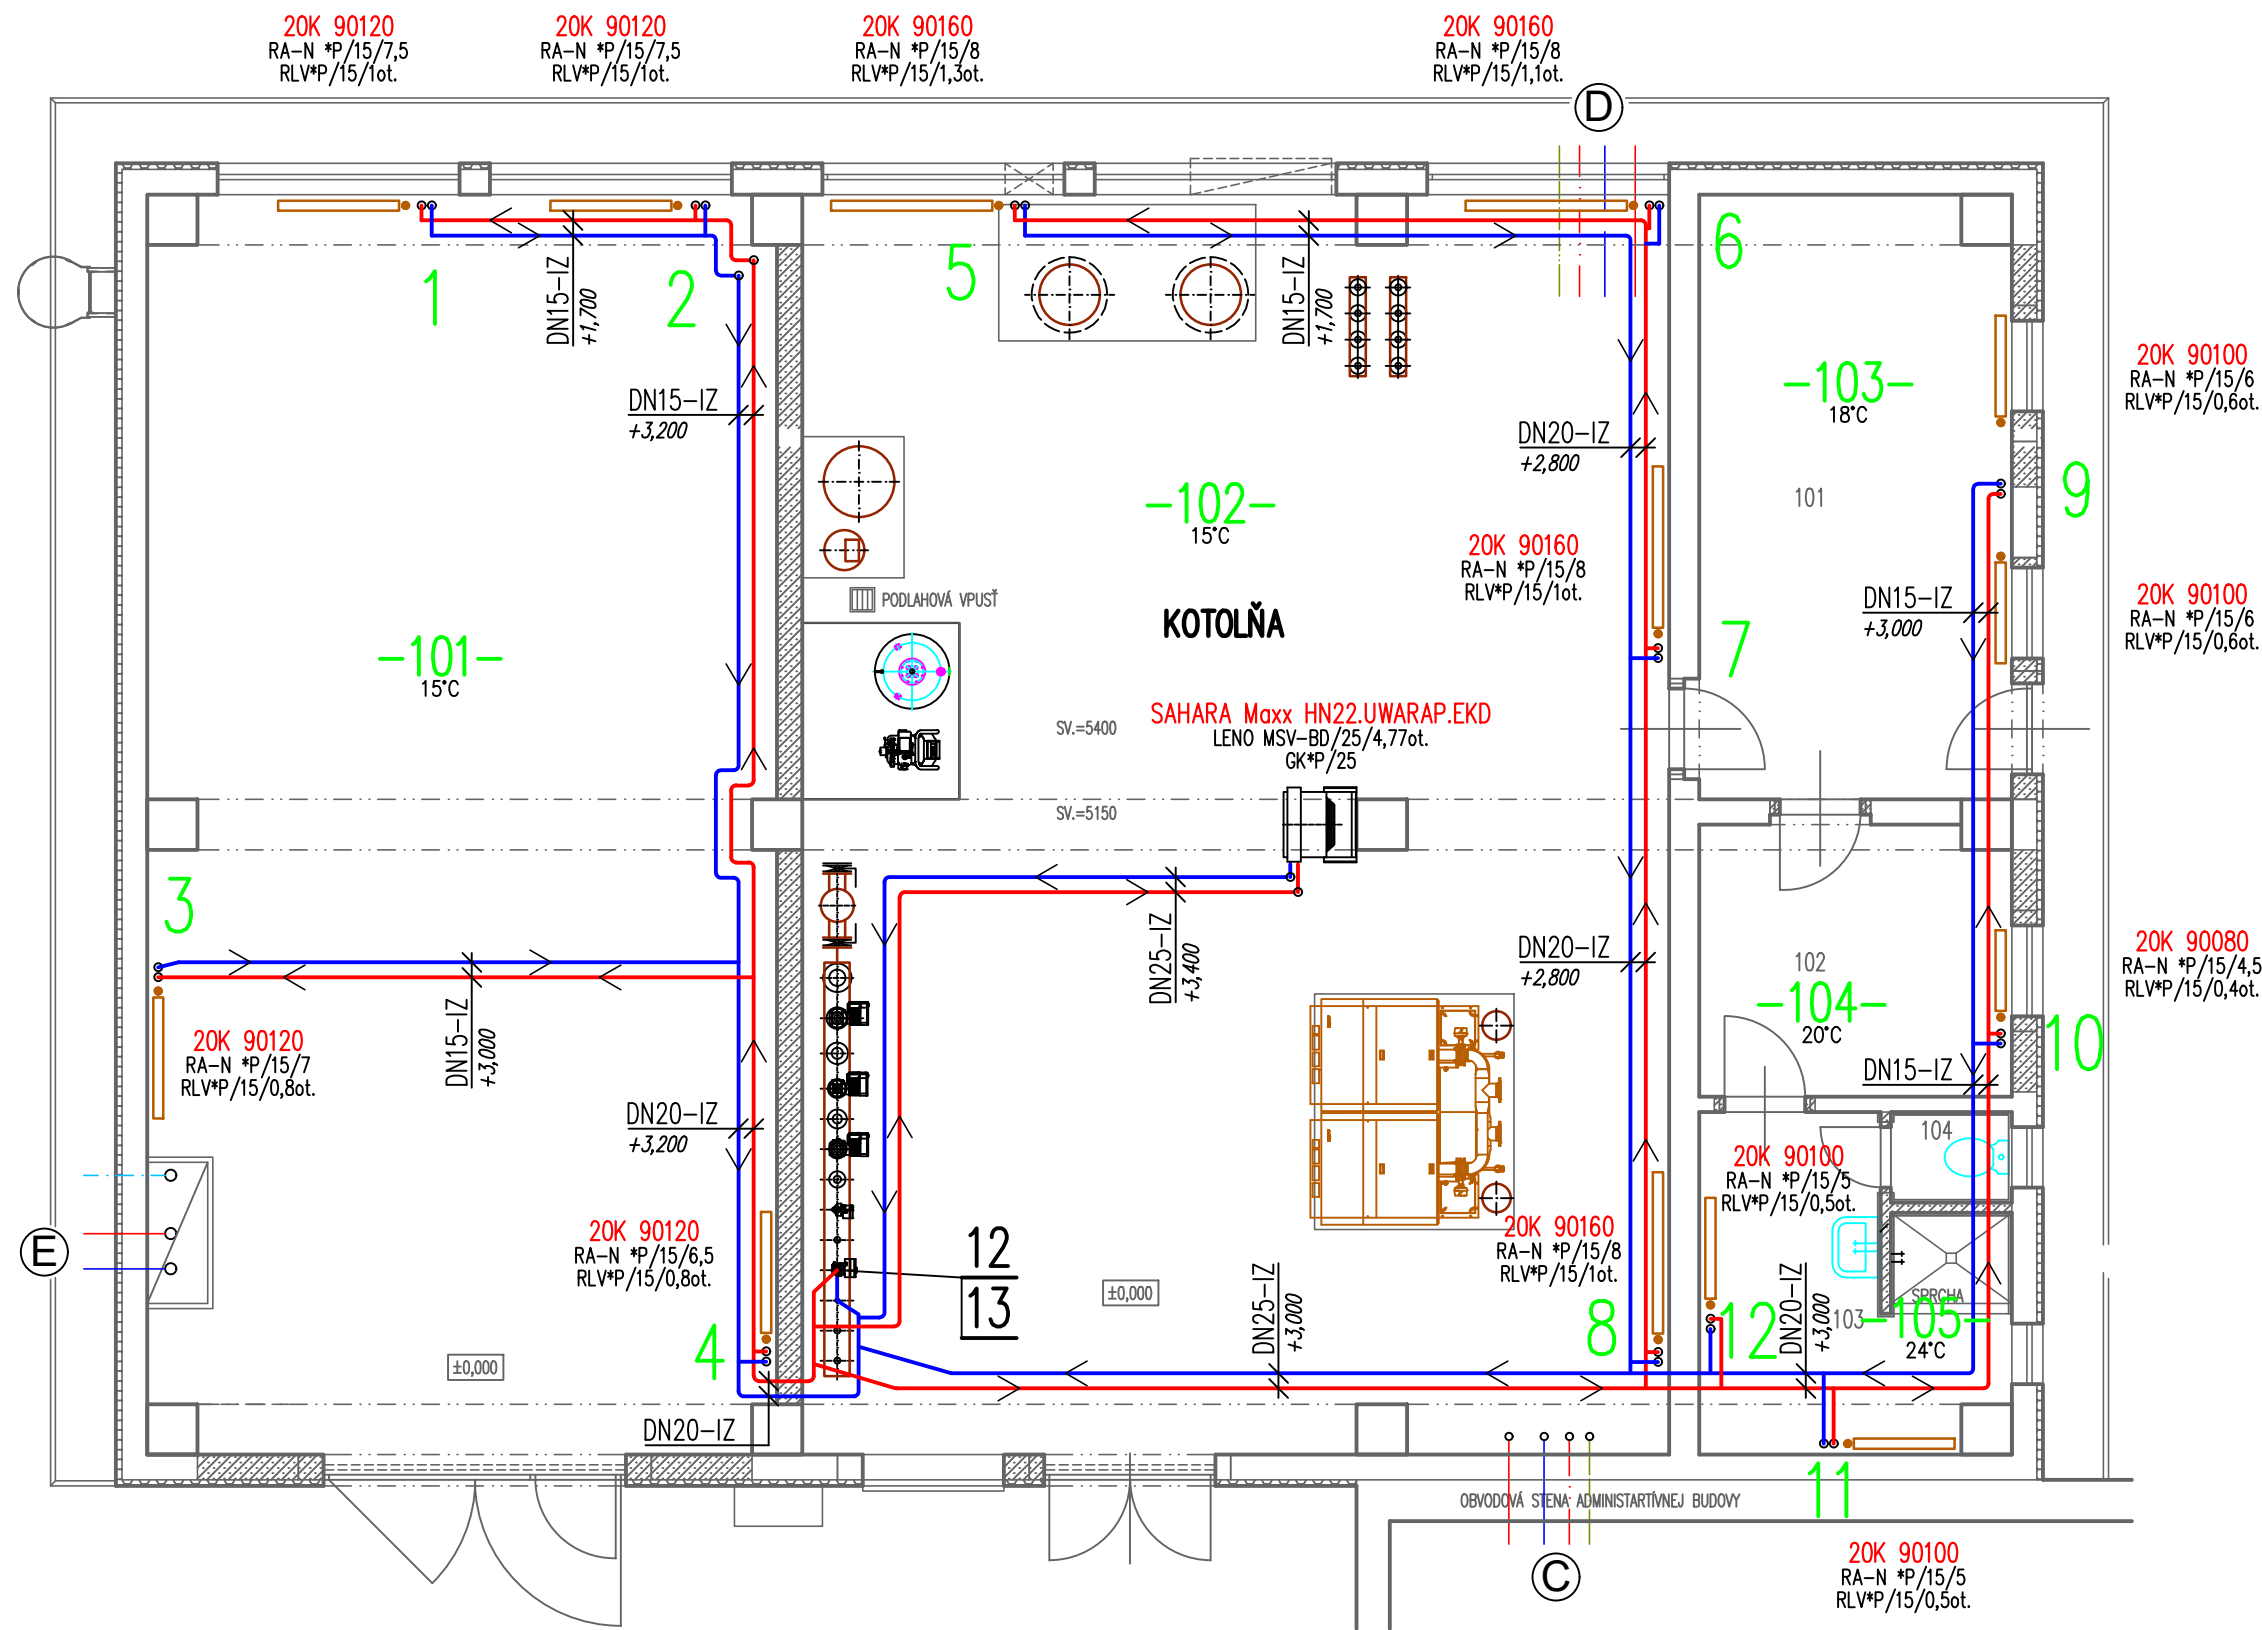 20K 90120
RA-N *P/15/7,5
RLV*P/15/1ot.
20K 90120
RA-N *P/15/7,5
RLV*P/15/1ot.
20K 90160
RA-N *P/15/8
RLV*P/15/1,3ot.
20K 90160
RA-N *P/15/8
RLV*P/15/1,1ot.
D
1
2
5
6
DN15-IZ
+1,700
DN15-IZ
+1,700
20K 90100
RA-N *P/15/6
RLV*P/15/0,6ot.
-103-
18°C
DN15-IZ
+3,200
DN20-IZ
+2,800
-102-
15°C
101
9
20K 90160
RA-N *P/15/8
RLV*P/15/1ot.
PODLAHOVÁ VPUSŤ
KOTOLŇA
DN15-IZ
+3,000
20K 90100
RA-N *P/15/6
RLV*P/15/0,6ot.
-101-
15°C
7
SV.=5400
SAHARA Maxx HN22.UWARAP.EKD
LENO MSV-BD/25/4,77ot.
GK*P/25
SV.=5150
3
DN25-IZ
+3,400
DN20-IZ
+2,800
102
-104-
20°C
20K 90080
RA-N *P/15/4,5
RLV*P/15/0,4ot.
10
20K 90120
RA-N *P/15/7
RLV*P/15/0,8ot.
DN15-IZ
+3,000
DN15-IZ
DN20-IZ
+3,200
104
20K 90100
RA-N *P/15/5
RLV*P/15/0,5ot.
E
20K 90120
RA-N *P/15/6,5
RLV*P/15/0,8ot.
12
13
20K 90160
RA-N *P/15/8
RLV*P/15/1ot.
±0,000
DN25-IZ
+3,000
8
12
DN20-IZ
+3,000
SPRCHA
103
-105-
24°C
4
±0,000
DN20-IZ
11
OBVODOVÁ STENA ADMINISTARTÍVNEJ BUDOVY
C
20K 90100
RA-N *P/15/5
RLV*P/15/0,5ot.